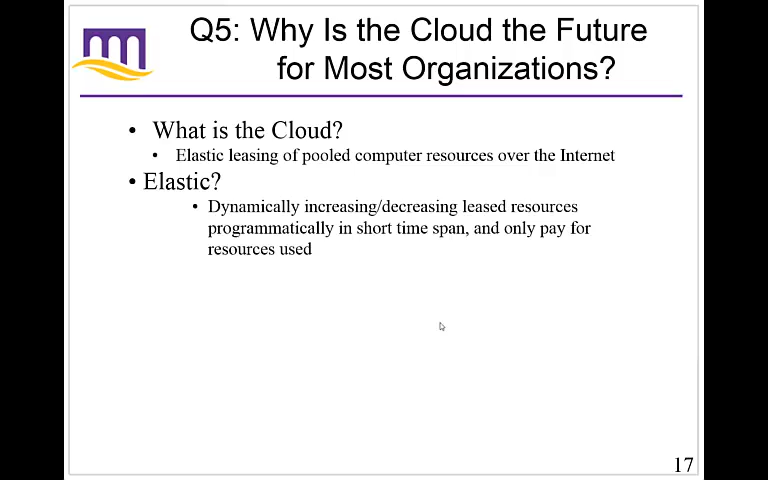 Q5: Why Is the Cloud the Future
for Most Organizations?
• What is the Cloud?
• Elastic leasing of pooled computer resources over the Internet
• Elastic?
• Dynamically increasing/decreasing leased resources
programmatically in short time span, and only pay for
resources used
17